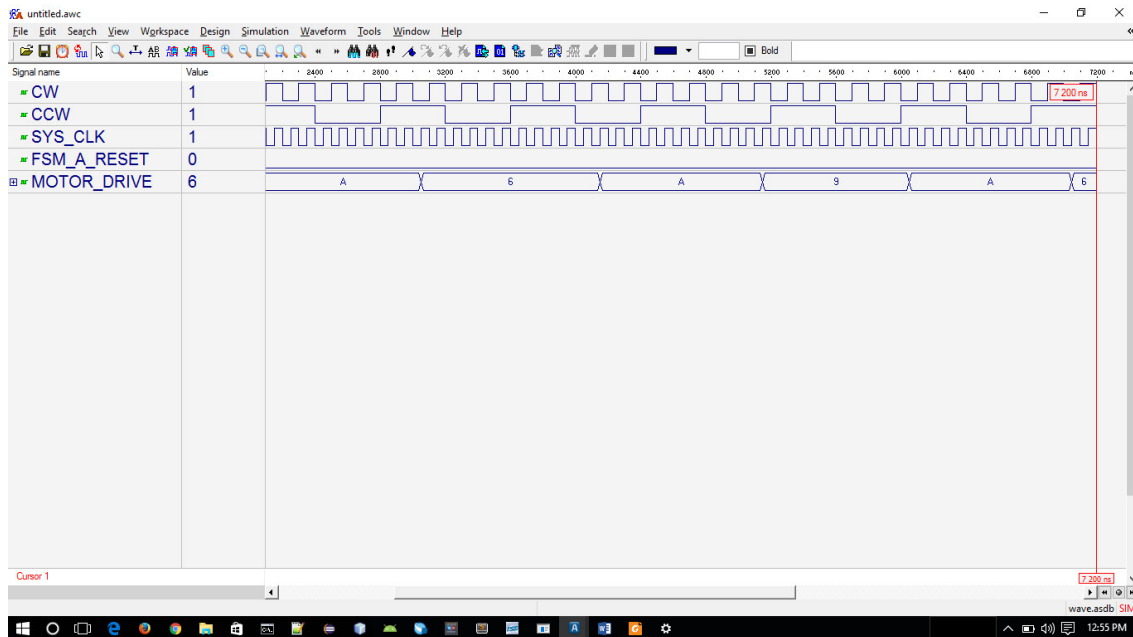 untitled.awc
File Edit Search View Workspace Design Simulation Waveform Tools Window Help
Bold
Signal name Value 2400 2800 3200 3600 4000 4400 4800 5200 5600 6000 6400 6800 7200
CW 1 7 200 ns
CCW 1
SYS_CLK 1
FSM_A_RESET 0
MOTOR_DRIVE 6 A 6 A 9 A 6
Cursor 1 7 200 ns
wave.asdb SIM
12:55 PM